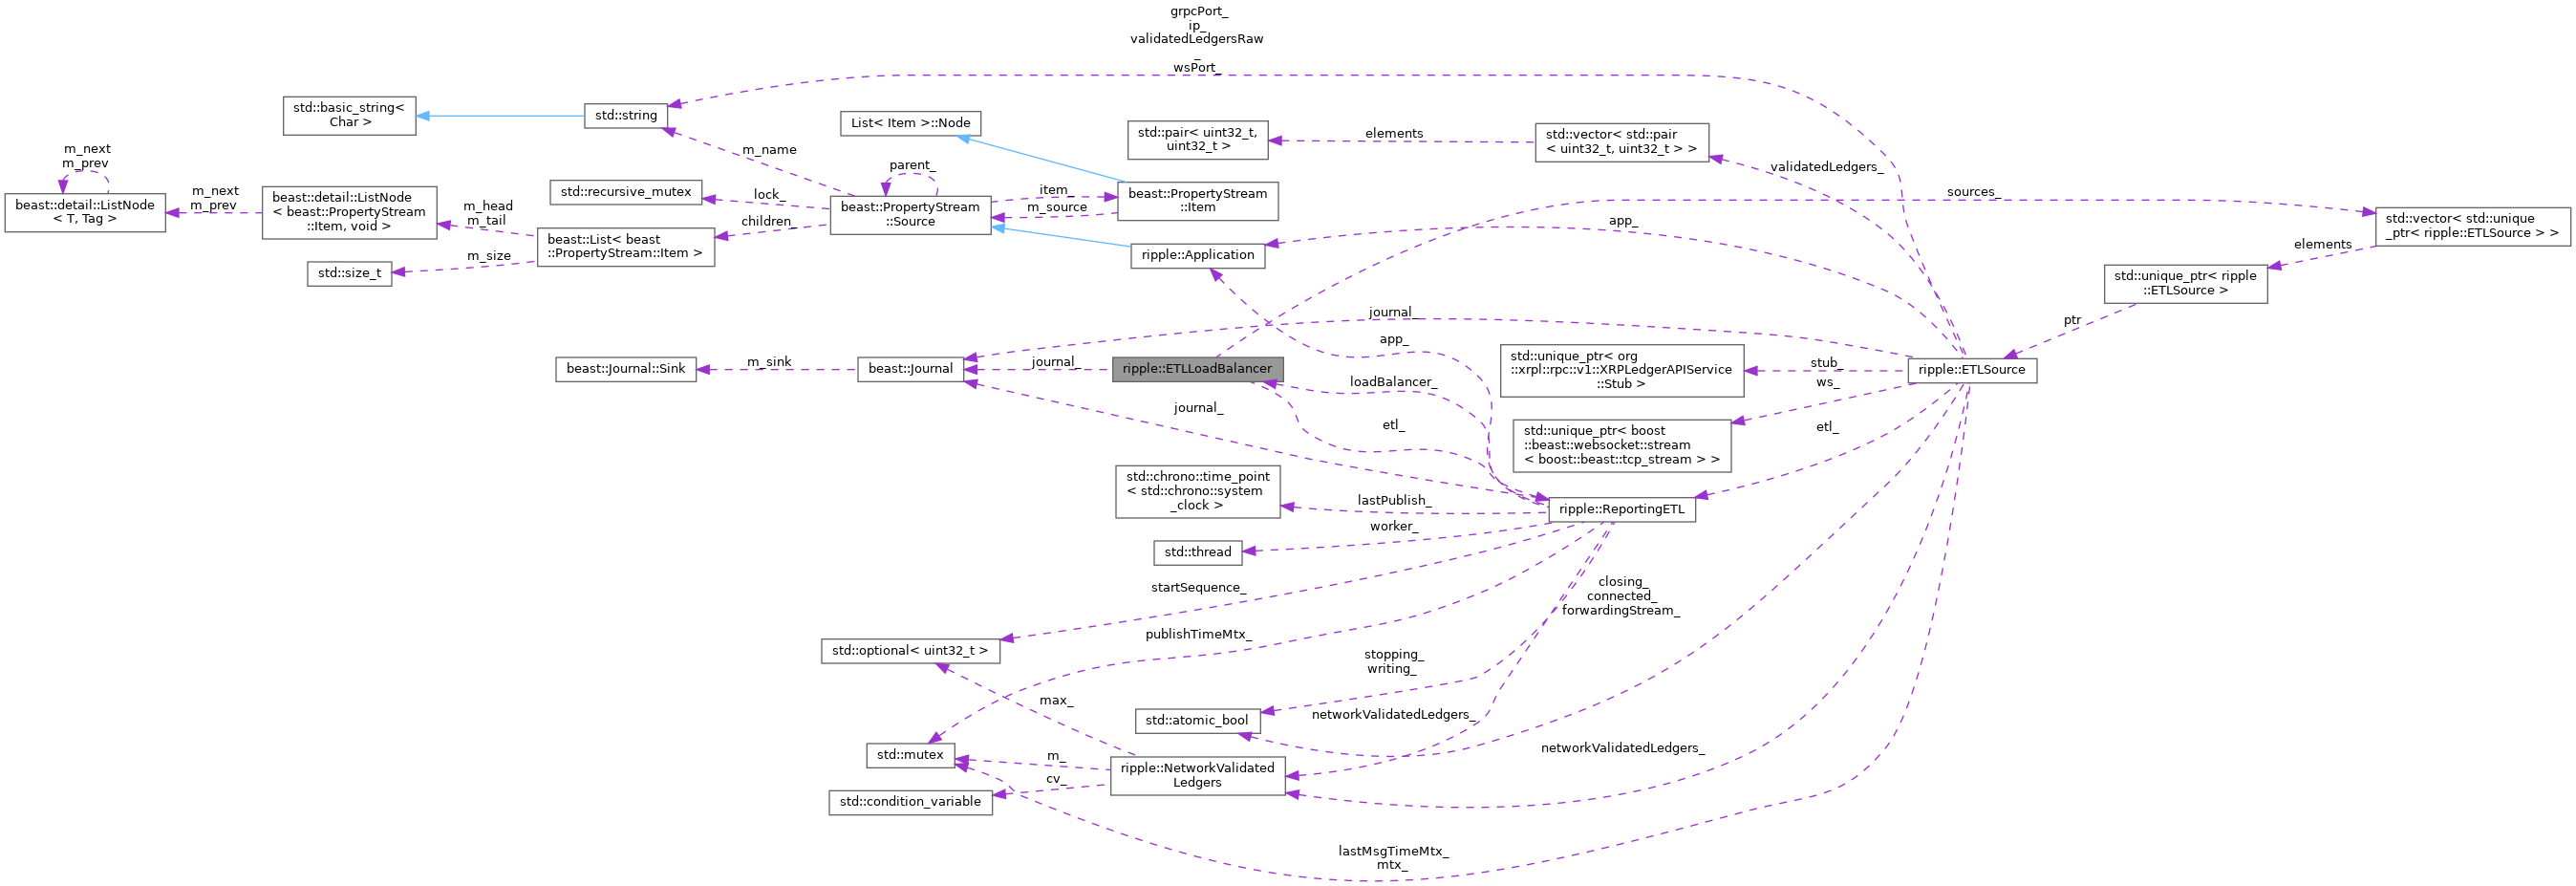 grpcPort_
ip_
validatedLedgersRaw
_
wsPort_
std::basic_string<
Char >
std::string
List< Item >::Node
std::pair< uint32_t,
uint32_t >
elements
std::vector< std::pair
< uint32_t, uint32_t > >
m_next
m_prev
m_name
parent_
validatedLedgers_
beast::detail::ListNode
< T, Tag >
m_next
m_prev
beast::detail::ListNode
< beast::PropertyStream
::Item, void >
m_head
m_tail
std::recursive_mutex
lock_
beast::PropertyStream
::Source
item_
m_source
beast::PropertyStream
::Item
sources_
children_
beast::List< beast
::PropertyStream::Item >
app_
std::vector< std::unique
_ptr< ripple::ETLSource > >
m_size
std::size_t
ripple::Application
elements
std::unique_ptr< ripple
::ETLSource >
ptr
journal_
app_
beast::Journal::Sink
m_sink
beast::Journal
journal_
ripple::ETLLoadBalancer
loadBalancer_
std::unique_ptr< org
::xrpl::rpc::v1::XRPLedgerAPIService
::Stub >
stub_
ws_
ripple::ETLSource
journal_
etl_
std::unique_ptr< boost
::beast::websocket::stream
< boost::beast::tcp_stream > >
etl_
std::chrono::time_point
< std::chrono::system
_clock >
lastPublish_
ripple::ReportingETL
worker_
std::thread
startSequence_
closing_
connected_
forwardingStream_
publishTimeMtx_
std::optional< uint32_t >
stopping_
writing_
max_
std::atomic_bool
networkValidatedLedgers_
std::mutex
m_
networkValidatedLedgers_
ripple::NetworkValidated
Ledgers
cv_
std::condition_variable
lastMsgTimeMtx_
mtx_